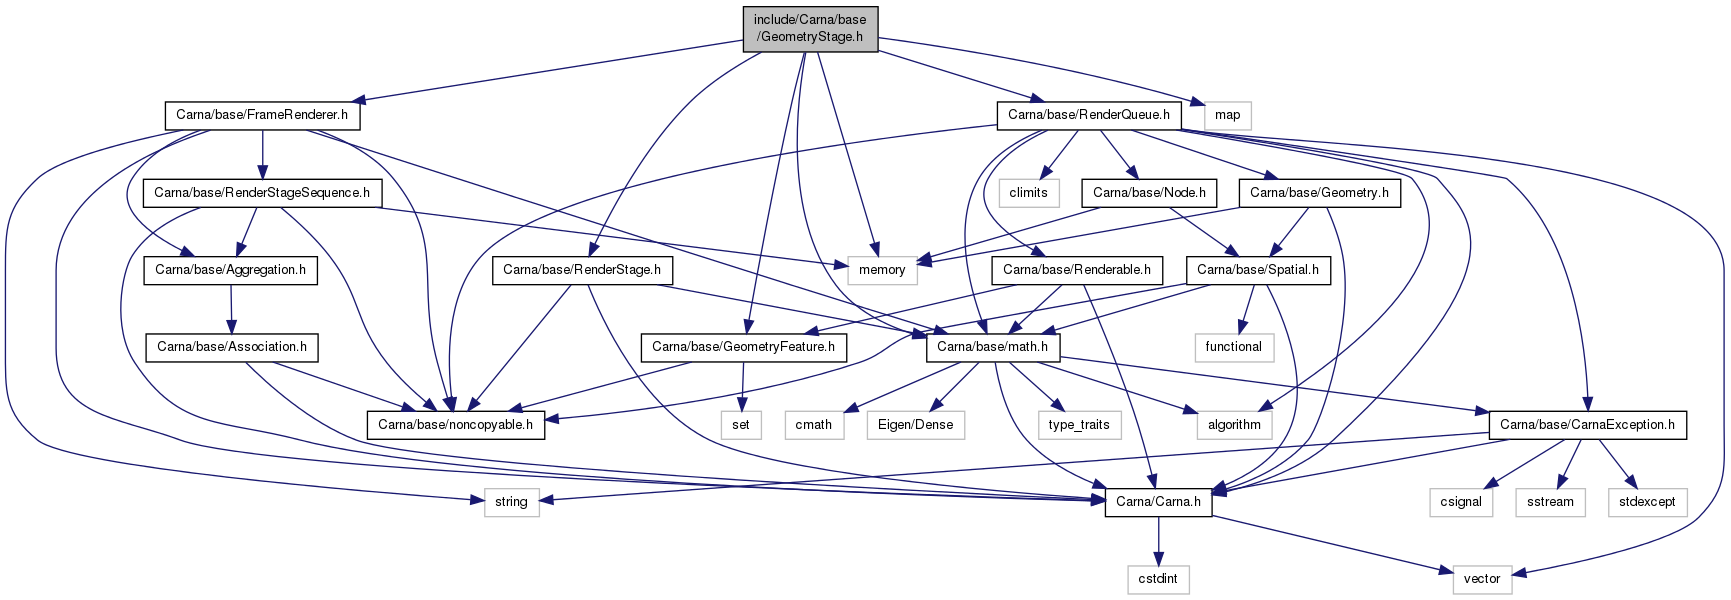 include/Carna/base
/GeometryStage.h
Carna/base/FrameRenderer.h
Carna/base/RenderQueue.h
map
Carna/base/RenderStageSequence.h
climits
Carna/base/Node.h
Carna/base/Geometry.h
Carna/base/Aggregation.h
Carna/base/RenderStage.h
memory
Carna/base/Renderable.h
Carna/base/Spatial.h
Carna/base/Association.h
Carna/base/GeometryFeature.h
Carna/base/math.h
functional
Carna/base/noncopyable.h
set
cmath
Eigen/Dense
type_traits
algorithm
Carna/base/CarnaException.h
string
Carna/Carna.h
csignal
sstream
stdexcept
cstdint
vector